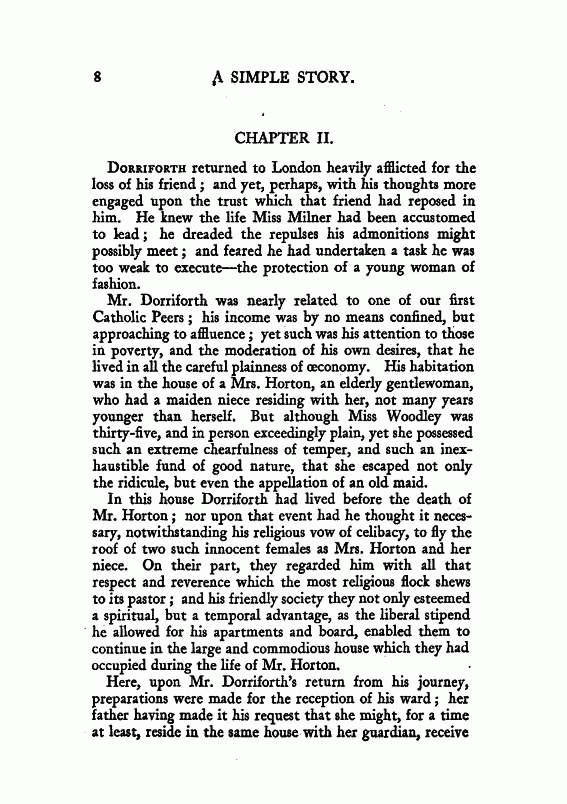 8 A SIMPLE STORY.
CHAPTER II.
DORRIFORTH returned to London heavily afflicted for the
loss of his friend ; and yet, perhaps, with his thoughts more
engaged upon the trust which that friend had reposed in
him. He knew the life Miss Milner had been accustomed
to lead ; he dreaded the repulses his admonitions might
possibly meet ; and feared he had undertaken a task he was
too weak to execute—the protection of a young woman of
fashion.
Mr. Dorriforth was nearly related to one of our first
Catholic Peers ; his income was by no means confined, but
approaching to affluence ; yet such was his attention to those
in poverty, and the moderation of his own desires, that he
lived in all the careful plainness of œconomy. His habitation
was in the house of a Mrs. Horton, an elderly gentlewoman,
who had a maiden niece residing with her, not many years
younger than herself. But although Miss Woodley was
thirty-five, and in person exceedingly plain, yet she possessed
such an extreme chearfulness of temper, and such an inex-
haustible fund of good nature, that she escaped not only
the ridicule, but even the appellation of an old maid.
In this house Dorriforth had lived before the death of
Mr. Horton ; nor upon that event had he thought it neces-
sary, notwithstanding his religious vow of celibacy, to fly the
roof of two such innocent females as Mrs. Horton and her
niece. On their part, they regarded him with all that
respect and reverence which the most religious flock shews
to its pastor ; and his friendly society they not only esteemed
a spiritual, but a temporal advantage, as the liberal stipend
he allowed for his apartments and board, enabled them to
continue in the large and commodious house which they had
occupied during the life of Mr. Horton.
Here, upon Mr. Dorriforth's return from his journey,
preparations were made for the reception of his ward ; her
father having made it his request that she might, for a time
at least, reside in the same house with her guardian, receive